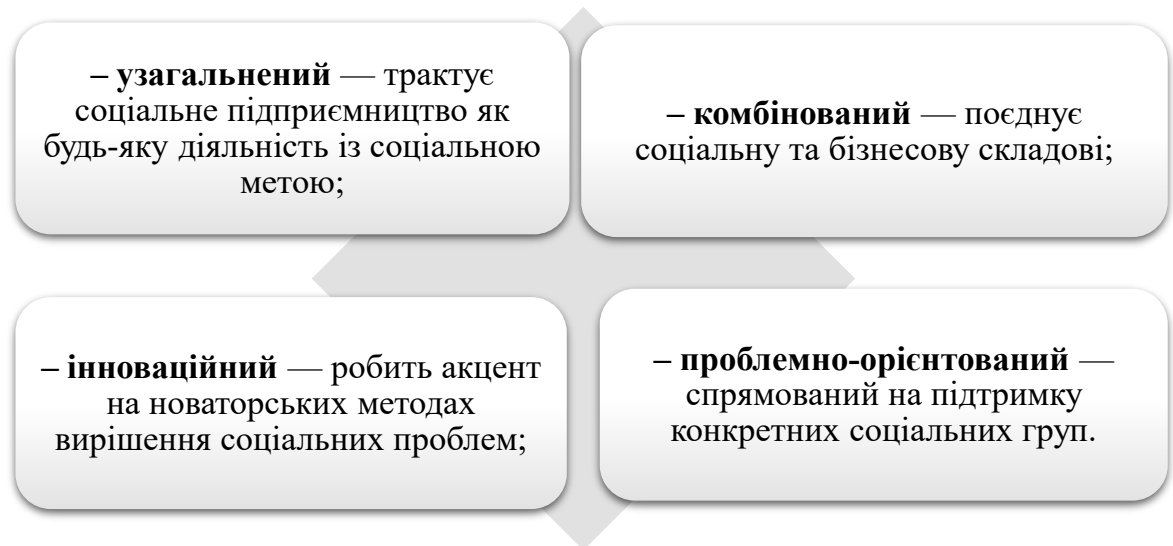 – узагальнений — трактує
соціальне підприємництво як
будь-яку діяльність із соціальною
метою;
– комбінований — поєднує
соціальну та бізнесову складові;
– інноваційний — робить акцент
на новаторських методах
вирішення соціальних проблем;
– проблемно-орієнтований —
спрямований на підтримку
конкретних соціальних груп.